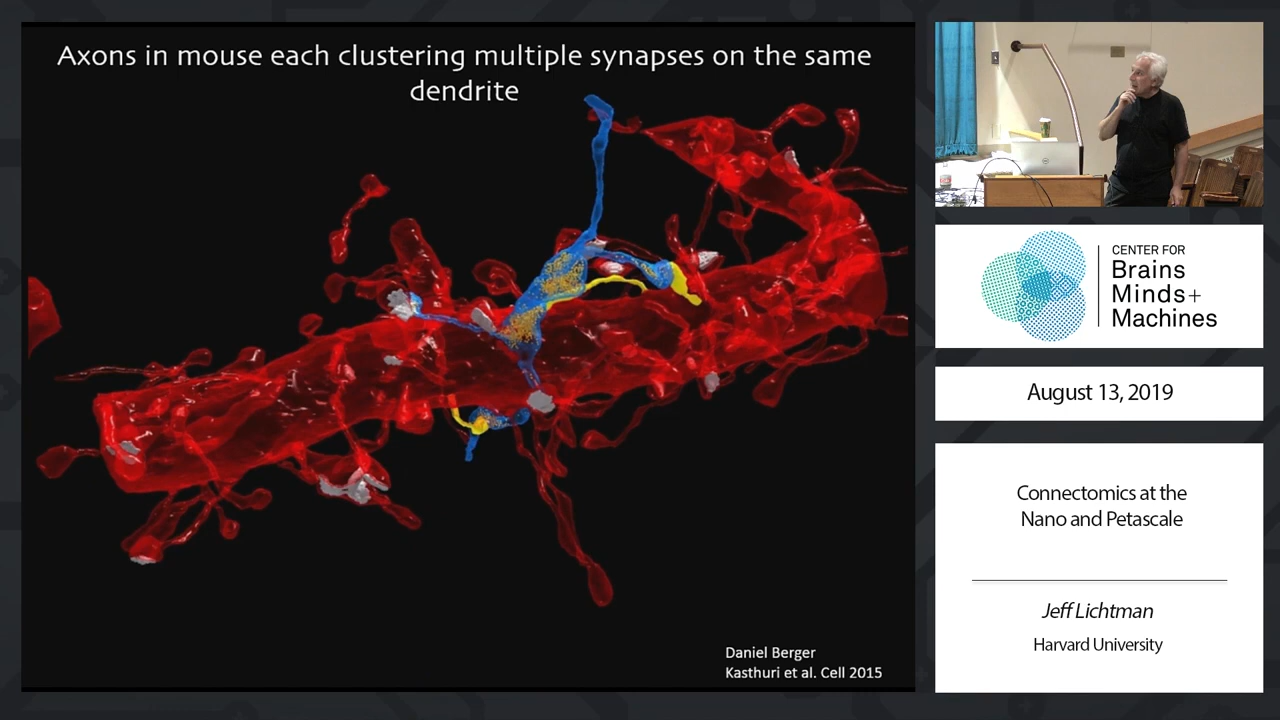 Axons in mouse each clustering multiple synapses on the same
dendrite
Daniel Berger
Kasthuri et al. Cell 2015
CENTER FOR
Brains
Minds+
Machines
August 13, 2019
Connectomics at the
Nano and Petascale
Jeff Lichtman
Harvard University